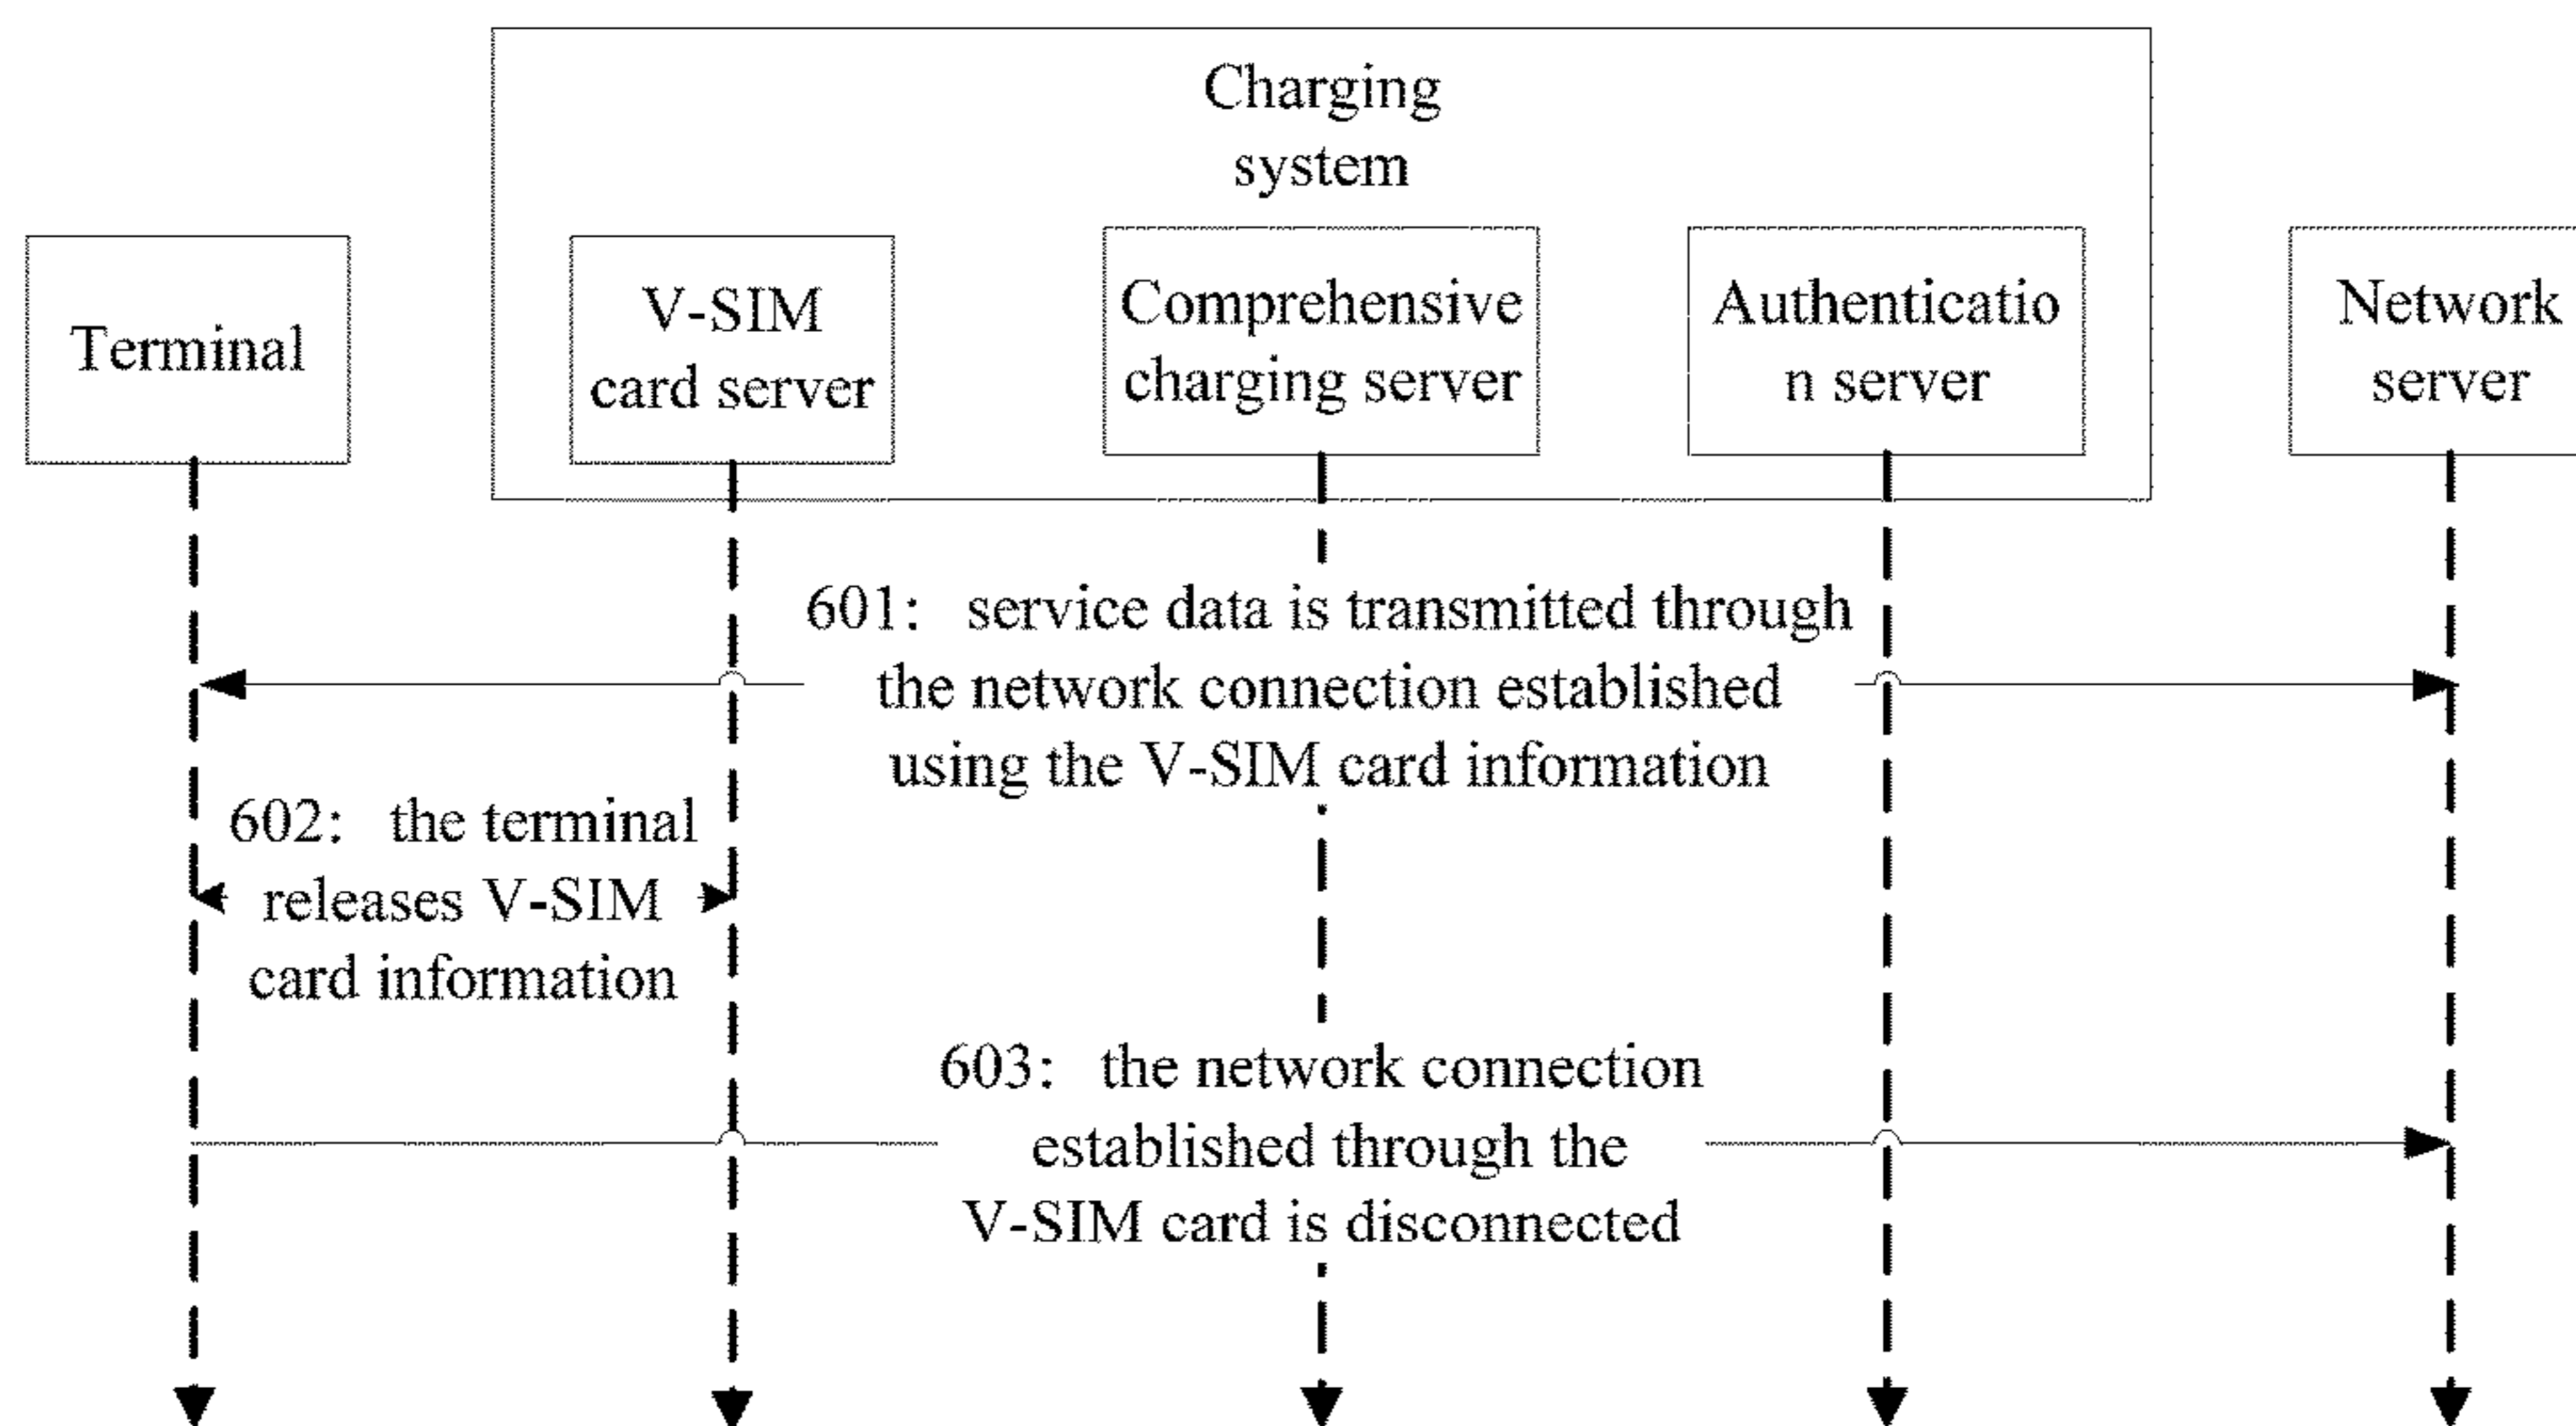 Charging
system
Terminal
V-SIM
card server
Comprehensive
charging server
Authenticatio
n server
Network
server
601: service data is transmitted through
the network connection established
using the V-SIM card information
602: the terminal
releases V-SIM
card information
603: the network connection
established through the
V-SIM card is disconnected